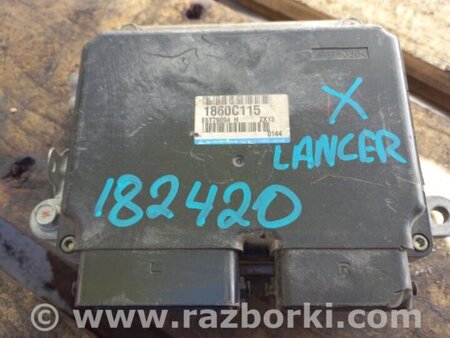 1860C115
E6T70094 H ZX13
0144
X
LANCER
182420
L
R
www.razborki.com